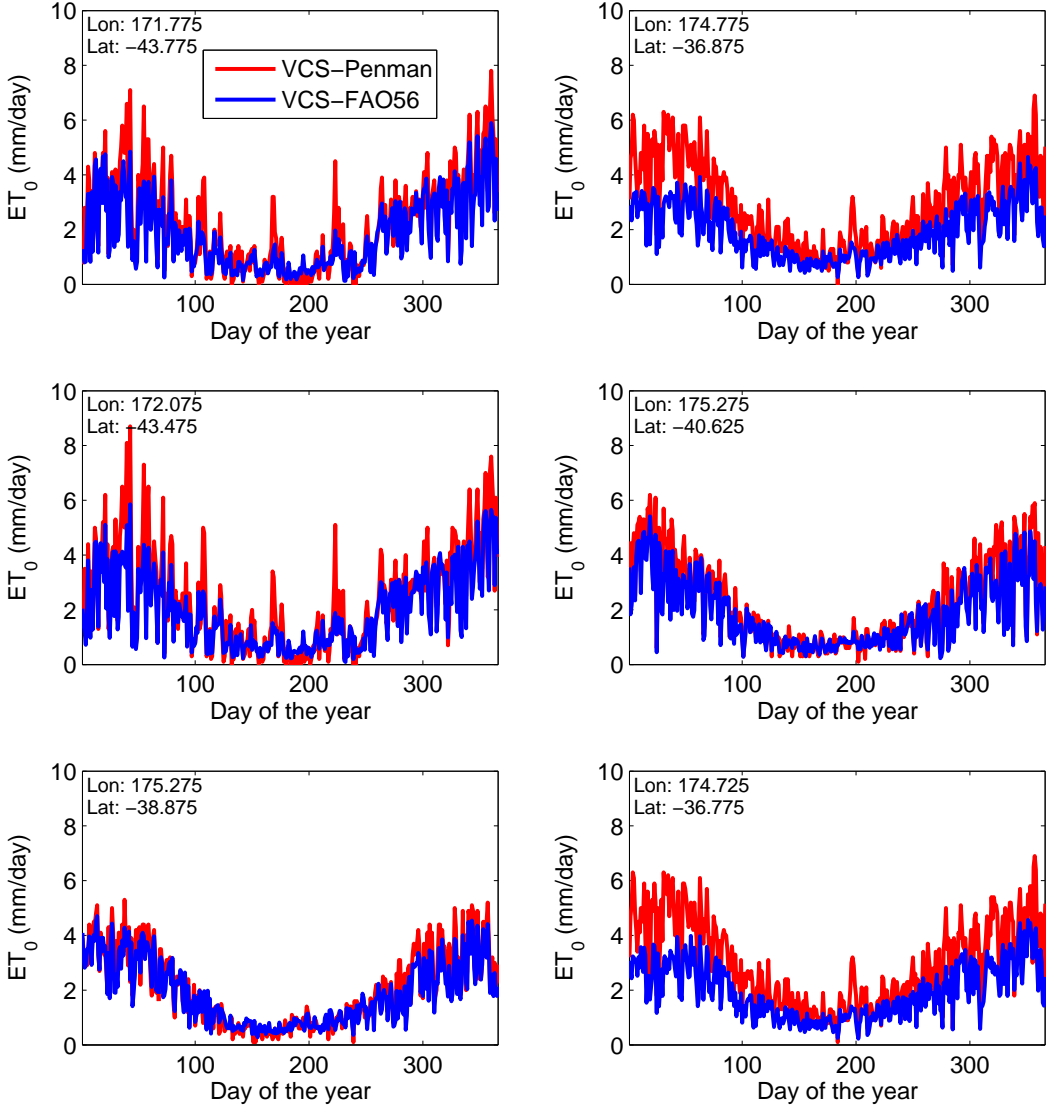 10
8
6
4
2
0
ET0 (mm/day)
Lon: 171.775
Lat: −43.775
VCS−Penman
VCS−FAO56
100
200
300
Day of the year
10
8
6
4
2
0
ET0 (mm/day)
Lon: 174.775
Lat: −36.875
100
200
300
Day of the year
10
8
6
4
2
0
ET0 (mm/day)
Lon: 172.075
Lat: −43.475
100
200
300
Day of the year
10
8
6
4
2
0
ET0 (mm/day)
Lon: 175.275
Lat: −40.625
100
200
300
Day of the year
10
8
6
4
2
0
ET0 (mm/day)
Lon: 175.275
Lat: −38.875
100
200
300
Day of the year
10
8
6
4
2
0
ET0 (mm/day)
Lon: 174.725
Lat: −36.775
100
200
300
Day of the year